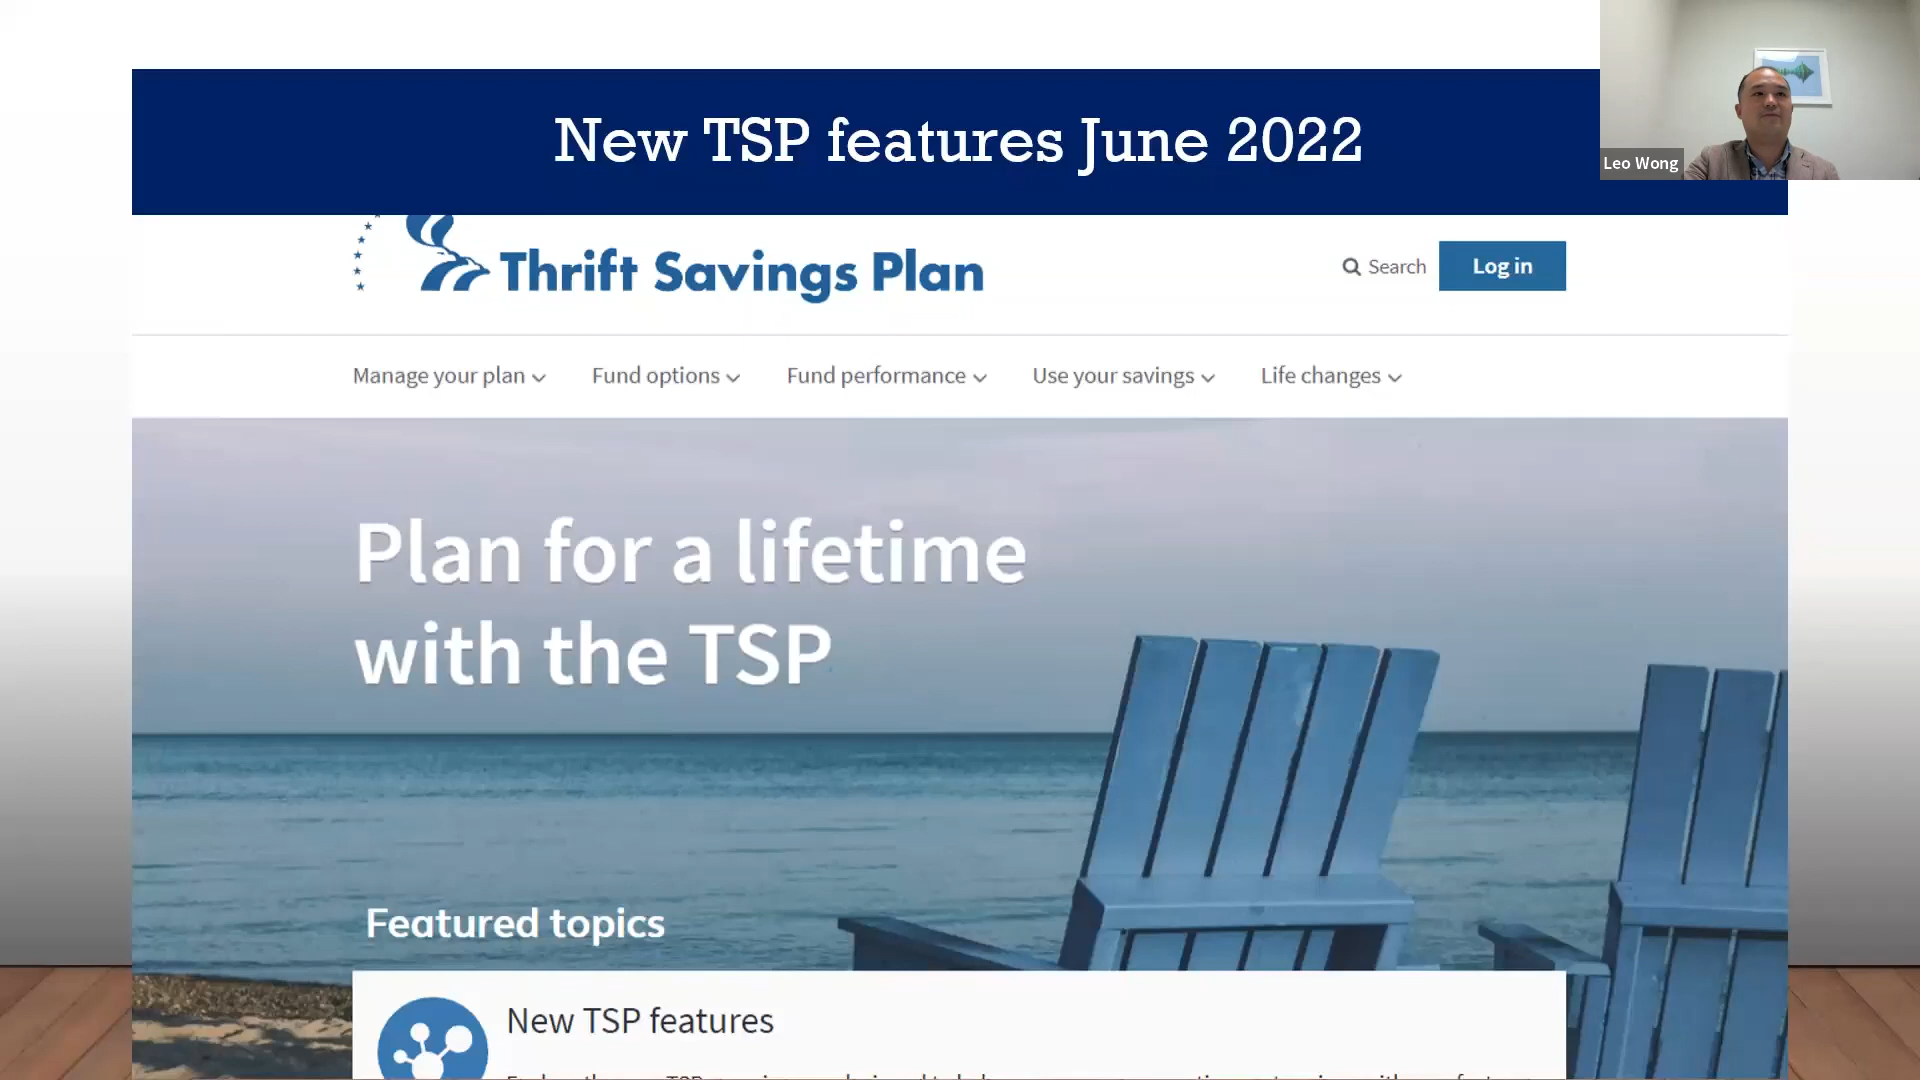 New TSP features June 2022
Leo Wong
Thrift Savings Plan
Search
Log in
Manage your plan
Fund options
Fund performance
Use your savings
Life changes
Plan for a lifetime
with the TSP
Featured topics
New TSP features